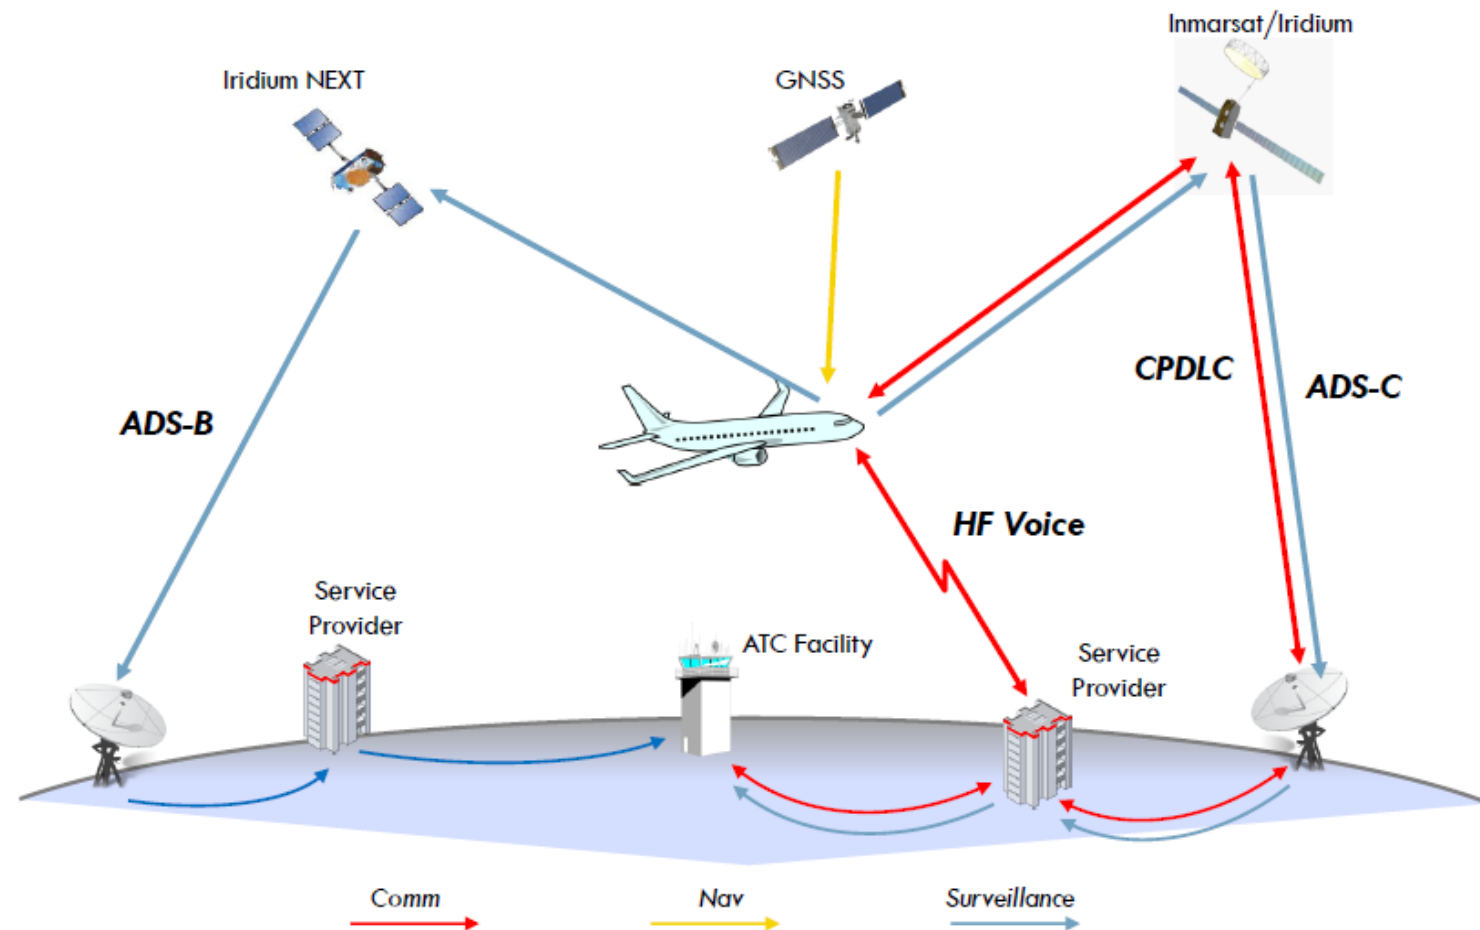 Inmarsat/Iridium
Iridium NEXT
GNSS
CPDLC
ADS-C
ADS-B
HF Voice
Service
Provider
ATC Facility
Service
Provider
Comm
Nav
Surveillance